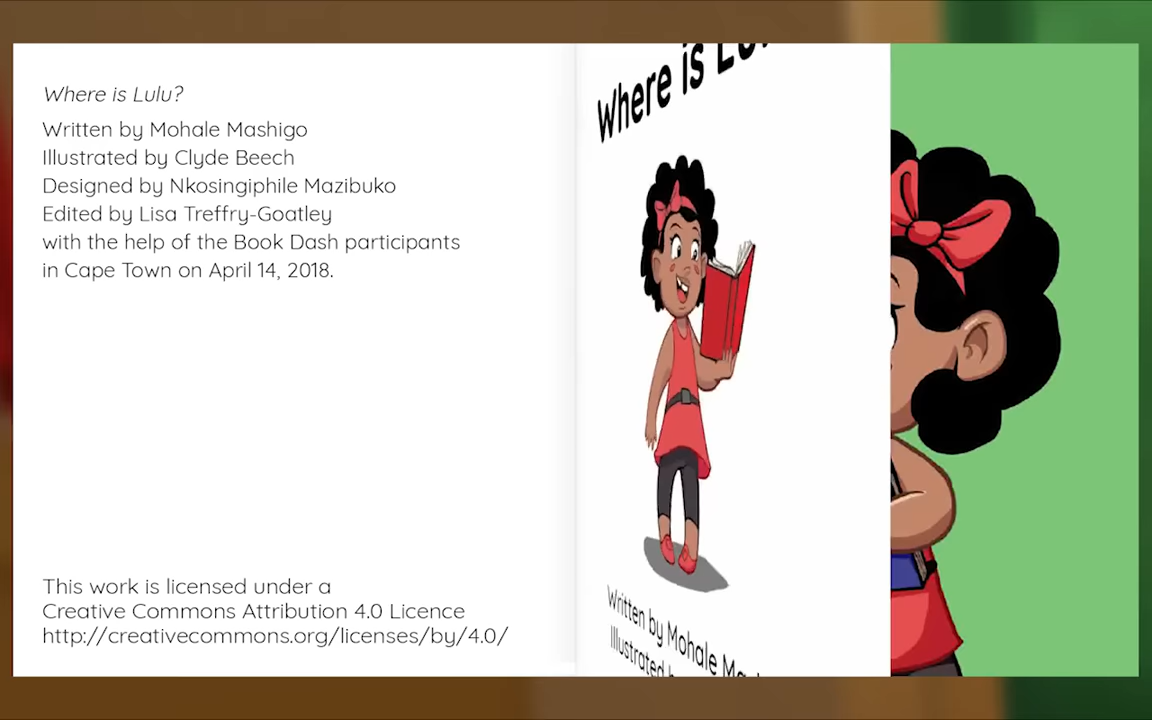 Where is Lulu?
Written by Mohale Mashigo
Illustrated by Clyde Beech
Designed by Nkosingiphile Mazibuko
Edited by Lisa Treffry-Goatley
with the help of the Book Dash participants
in Cape Town on April 14, 2018.
This work is licensed under a
Creative Commons Attribution 4.0 Licence
http://creativecommons.org/licenses/by/4.0/
Where is
Written by Mohale
Illustrated